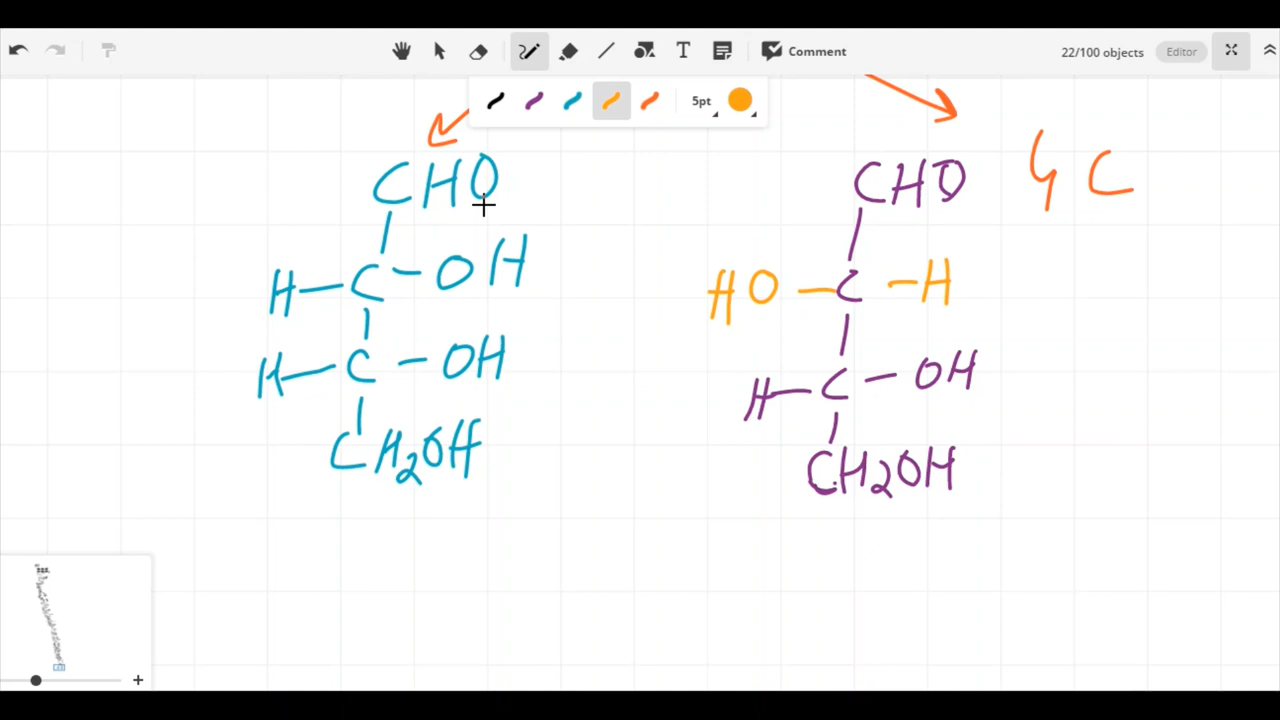 Comment
22/100 objects
Editor
5pt
CHO
H-C-OH
H-C-OH
CH2OH
CHO
4 C
HO-C-H
H-C-OH
CH2OH